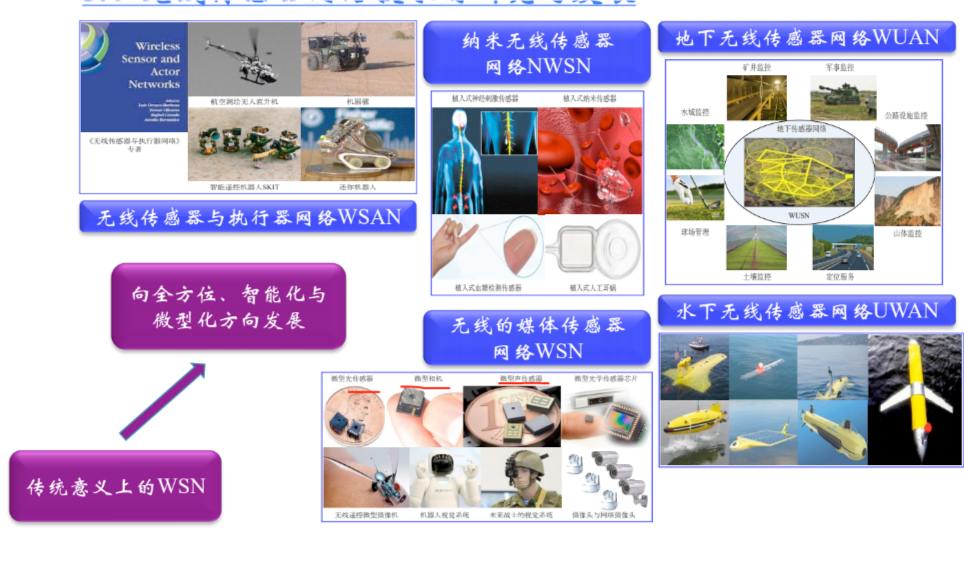 Wireless
Sensor and
Actor
Networks
航空测绘无人直升机
机器骡
《无线传感器与执行器网络》
专著
智能遥控机器人SKIT
迷你机器人
无线传感器与执行器网络WSAN
纳米无线传感器
网络NWSN
植入式神经刺激传感器
植入式纳米传感器
植入式血糖检测传感器
植入式人工耳蜗
地下无线传感器网络WUAN
矿井监控
军事监控
水域监控
公路设施监控
地下传感器网络
WUSN
球场管理
山体监控
土壤监控
定位服务
向全方位、智能化与
微型化方向发展
无线的媒体传感器
网络WSN
微型光传感器
微型相机
微型声传感器
微型光学传感器芯片
无线遥控微型摄像机
机器人视觉系统
未来战士的视觉系统
摄像头与网络摄像头
水下无线传感器网络UWAN
传统意义上的WSN